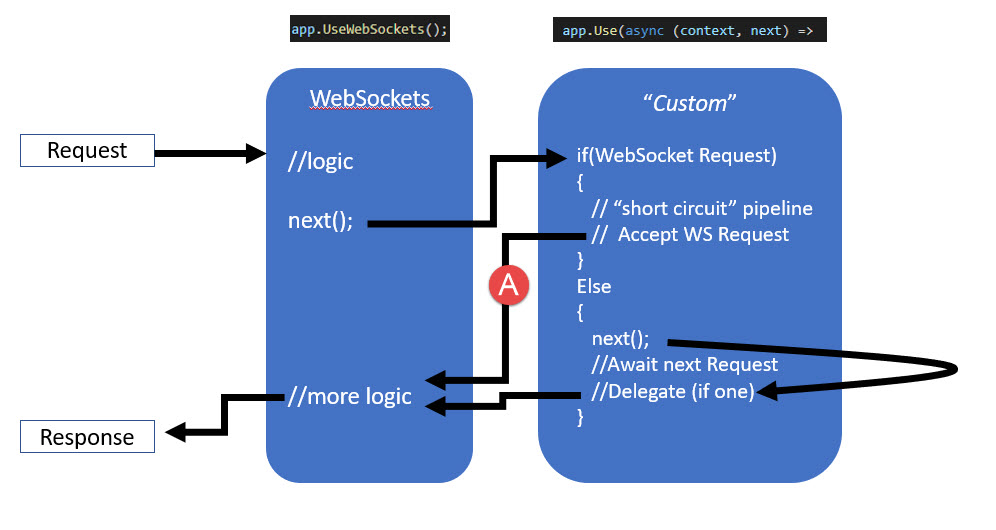 app.UseWebSockets();
app.Use(async (context, next) =>
WebSockets
“Custom”
Request
//logic
next();
if(WebSocket Request)
{
// “short circuit” pipeline
// Accept WS Request
}
A
Else
{
next();
//Await next Request
//Delegate (if one)
}
//more logic
Response